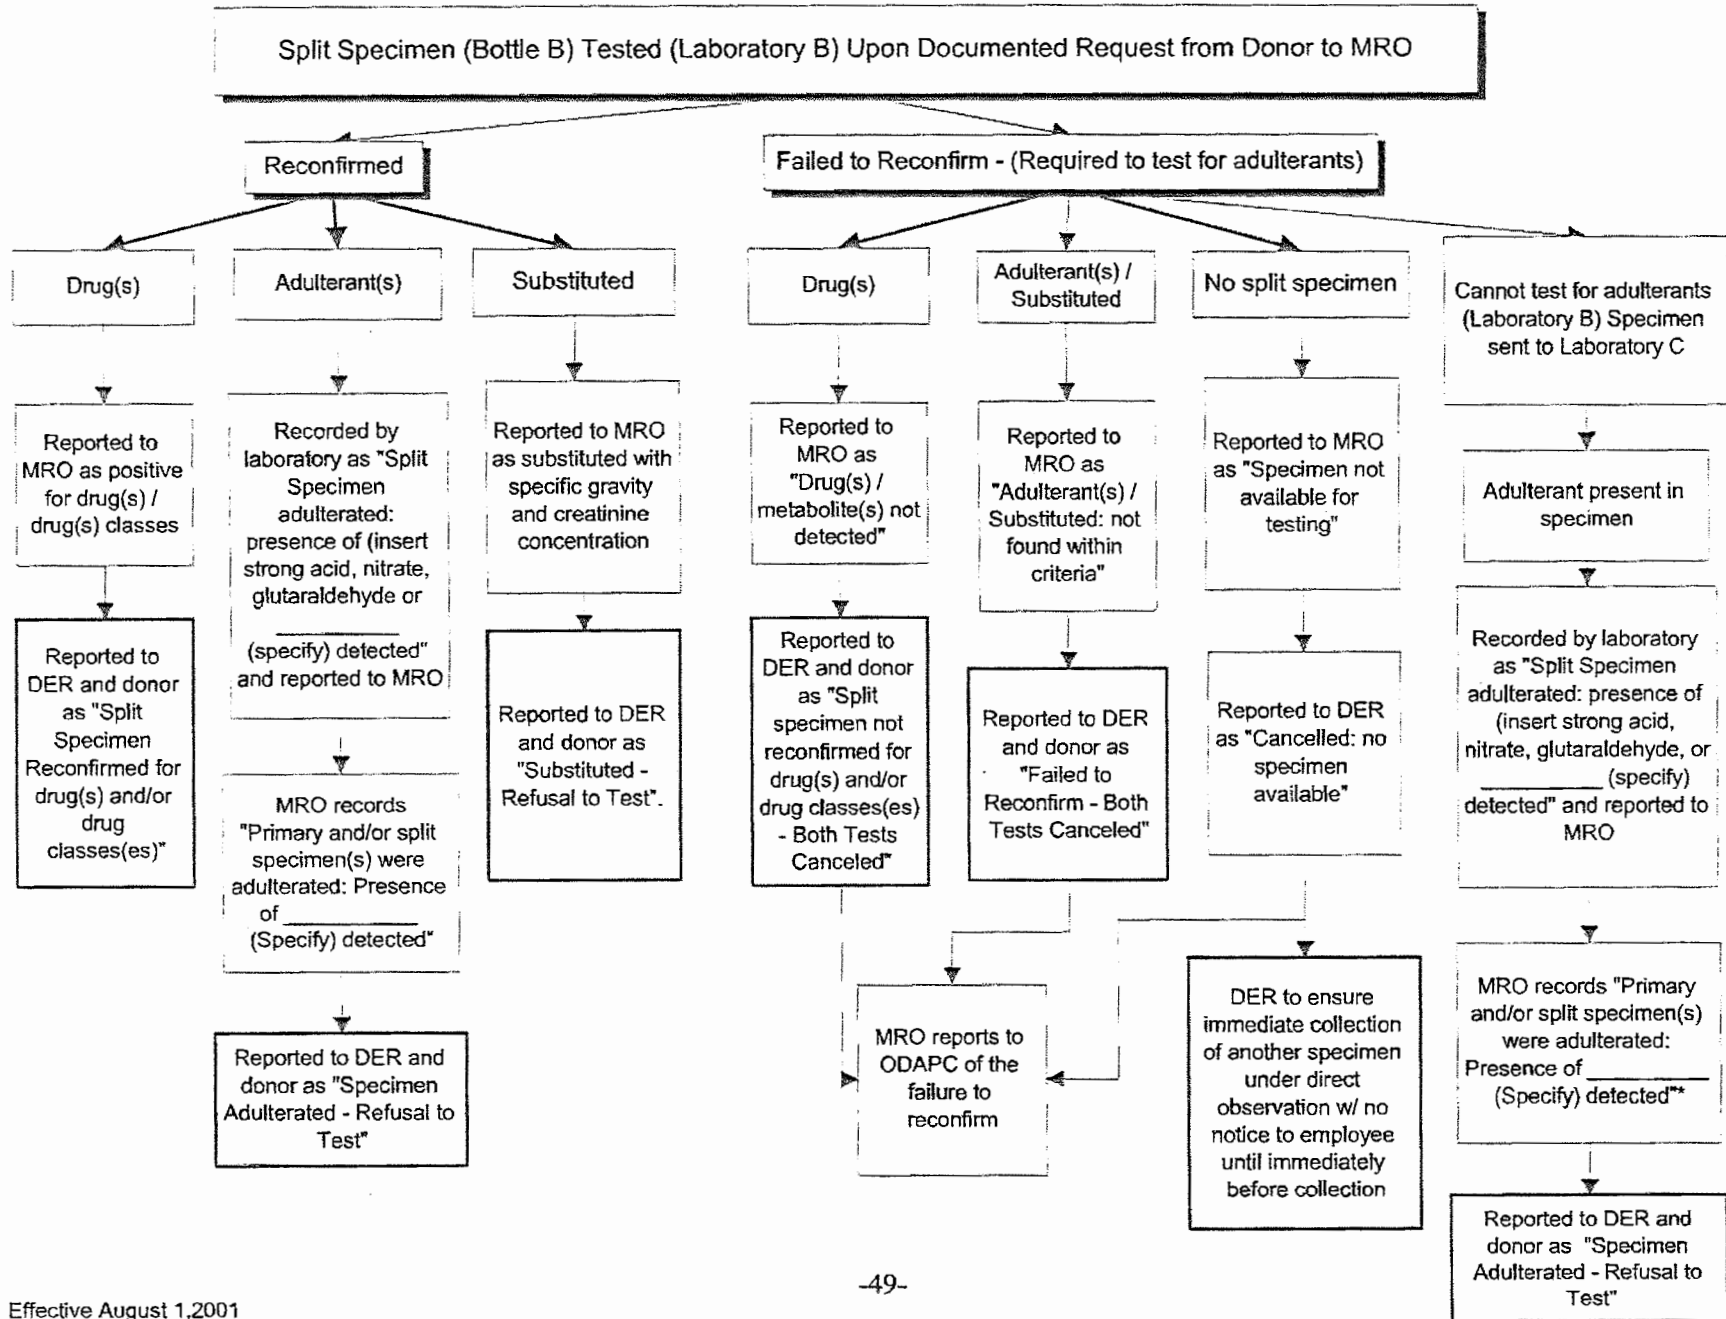 Split Specimen (Bottle B) Tested (Laboratory B) Upon Documented Request from Donor to MRO
Reconfirmed
Failed to Reconfirm - (Required to test for adulterants)
Drug(s)
Adulterant(s)
Substituted
Drug(s)
Adulterant(s) /
Substituted
No split specimen
Cannot test for adulterants
(Laboratory B) Specimen
sent to Laboratory C
Reported to
MRO as positive
for drug(s) /
drug(s) classes
Recorded by
laboratory as "Split
Specimen
adulterated:
presence of (insert
strong acid, nitrate,
glutaraldehyde or
__________
(specify) detected"
and reported to MRO
Reported to MRO
as substituted with
specific gravity
and creatinine
concentration
Reported to
MRO as
"Drug(s) /
metabolite(s) not
detected"
Reported to
MRO as
"Adulterant(s) /
Substituted: not
found within
criteria"
Reported to MRO
as "Specimen not
available for
testing"
Adulterant present in
specimen
Reported to
DER and donor
as "Split
Specimen
Reconfirmed for
drug(s) and/or
drug
classes(es)"
MRO records
"Primary and/or split
specimen(s) were
adulterated: Presence
of ___________
(Specify) detected"
Reported to DER and
donor as "Specimen
Adulterated - Refusal to
Test"
Reported to DER
and donor as
"Substituted -
Refusal to Test".
Reported to
DER and donor
as "Split
specimen not
reconfirmed for
drug(s) and/or
drug classes(es)
- Both Tests
Canceled"
Reported to DER
and donor as
"Failed to
Reconfirm - Both
Tests Canceled"
Reported to DER
as "Cancelled: no
specimen
available"
Recorded by laboratory
as "Split Specimen
adulterated: presence of
(insert strong acid,
nitrate, glutaraldehyde, or
__________ (specify)
detected" and reported to
MRO
MRO reports to
ODAPC of the
failure to
reconfirm
DER to ensure
immediate collection
of another specimen
under direct
observation w/ no
notice to employee
until immediately
before collection
MRO records "Primary
and/or split specimen(s)
were adulterated:
Presence of __________
(Specify) detected"*
Reported to DER and
donor as "Specimen
Adulterated - Refusal to
Test"
-49-
Effective August 1,2001